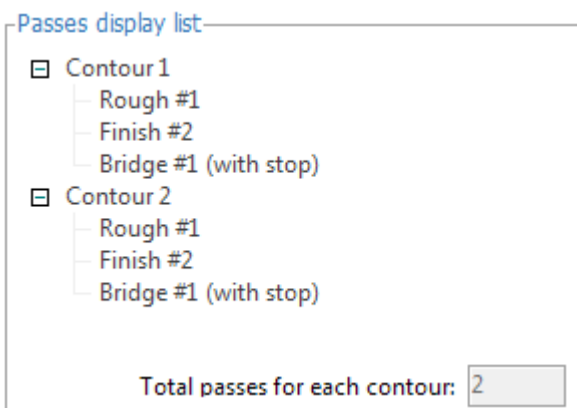 Passes display list
Contour 1
Rough #1
Finish #2
Bridge #1 (with stop)
Contour 2
Rough #1
Finish #2
Bridge #1 (with stop)
Total passes for each contour: 2